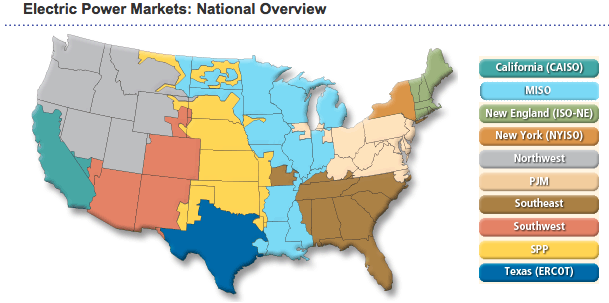 Electric Power Markets: National Overview
California (CAISO)
MISO
New England (ISO-NE)
New York (NYISO)
Northwest
PJM
Southeast
Southwest
SPP
Texas (ERCOT)